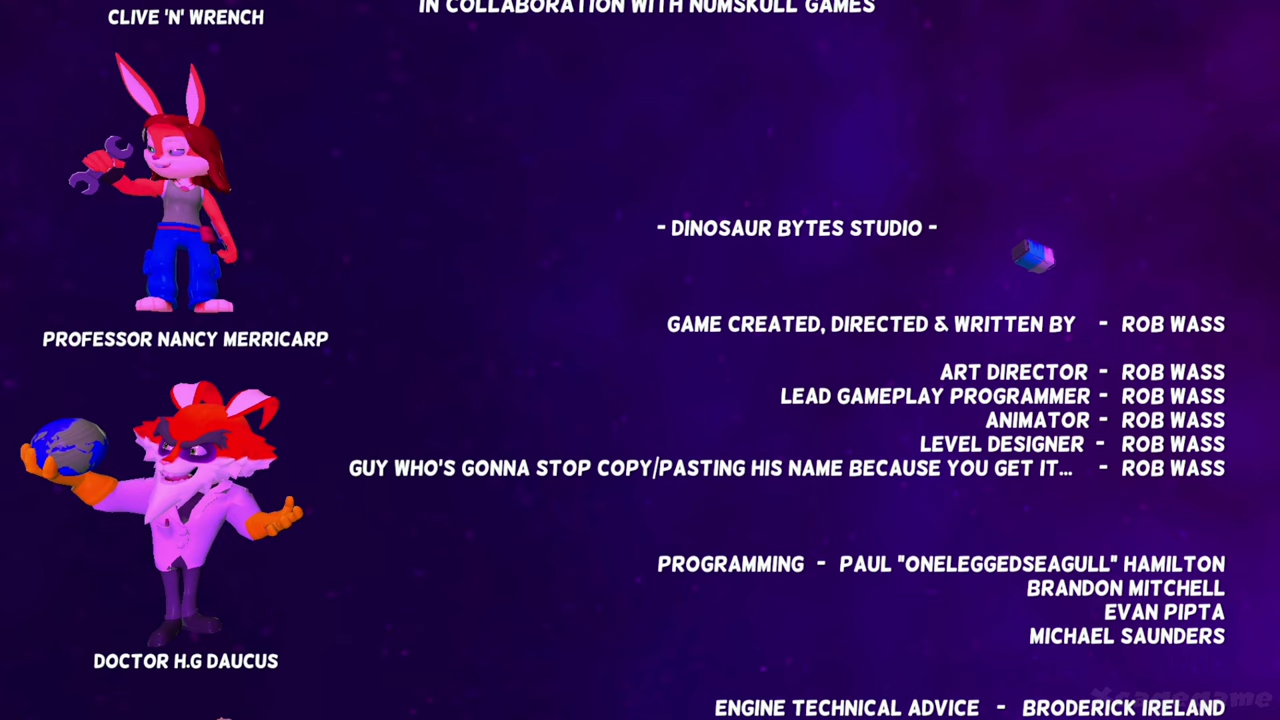 IN COLLABORATION WITH NUMSKULL GAMES
CLIVE 'N' WRENCH
- DINOSAUR BYTES STUDIO -
GAME CREATED, DIRECTED & WRITTEN BY - ROB WASS
PROFESSOR NANCY MERRICARP
ART DIRECTOR - ROB WASS
LEAD GAMEPLAY PROGRAMMER - ROB WASS
ANIMATOR - ROB WASS
LEVEL DESIGNER - ROB WASS
GUY WHO'S GONNA STOP COPY/PASTING HIS NAME BECAUSE YOU GET IT... - ROB WASS
PROGRAMMING - PAUL "ONELEGGEDSEAGULL" HAMILTON
BRANDON MITCHELL
EVAN PIPTA
MICHAEL SAUNDERS
DOCTOR H.G DAUCUS
ENGINE TECHNICAL ADVICE - BRODERICK IRELAND